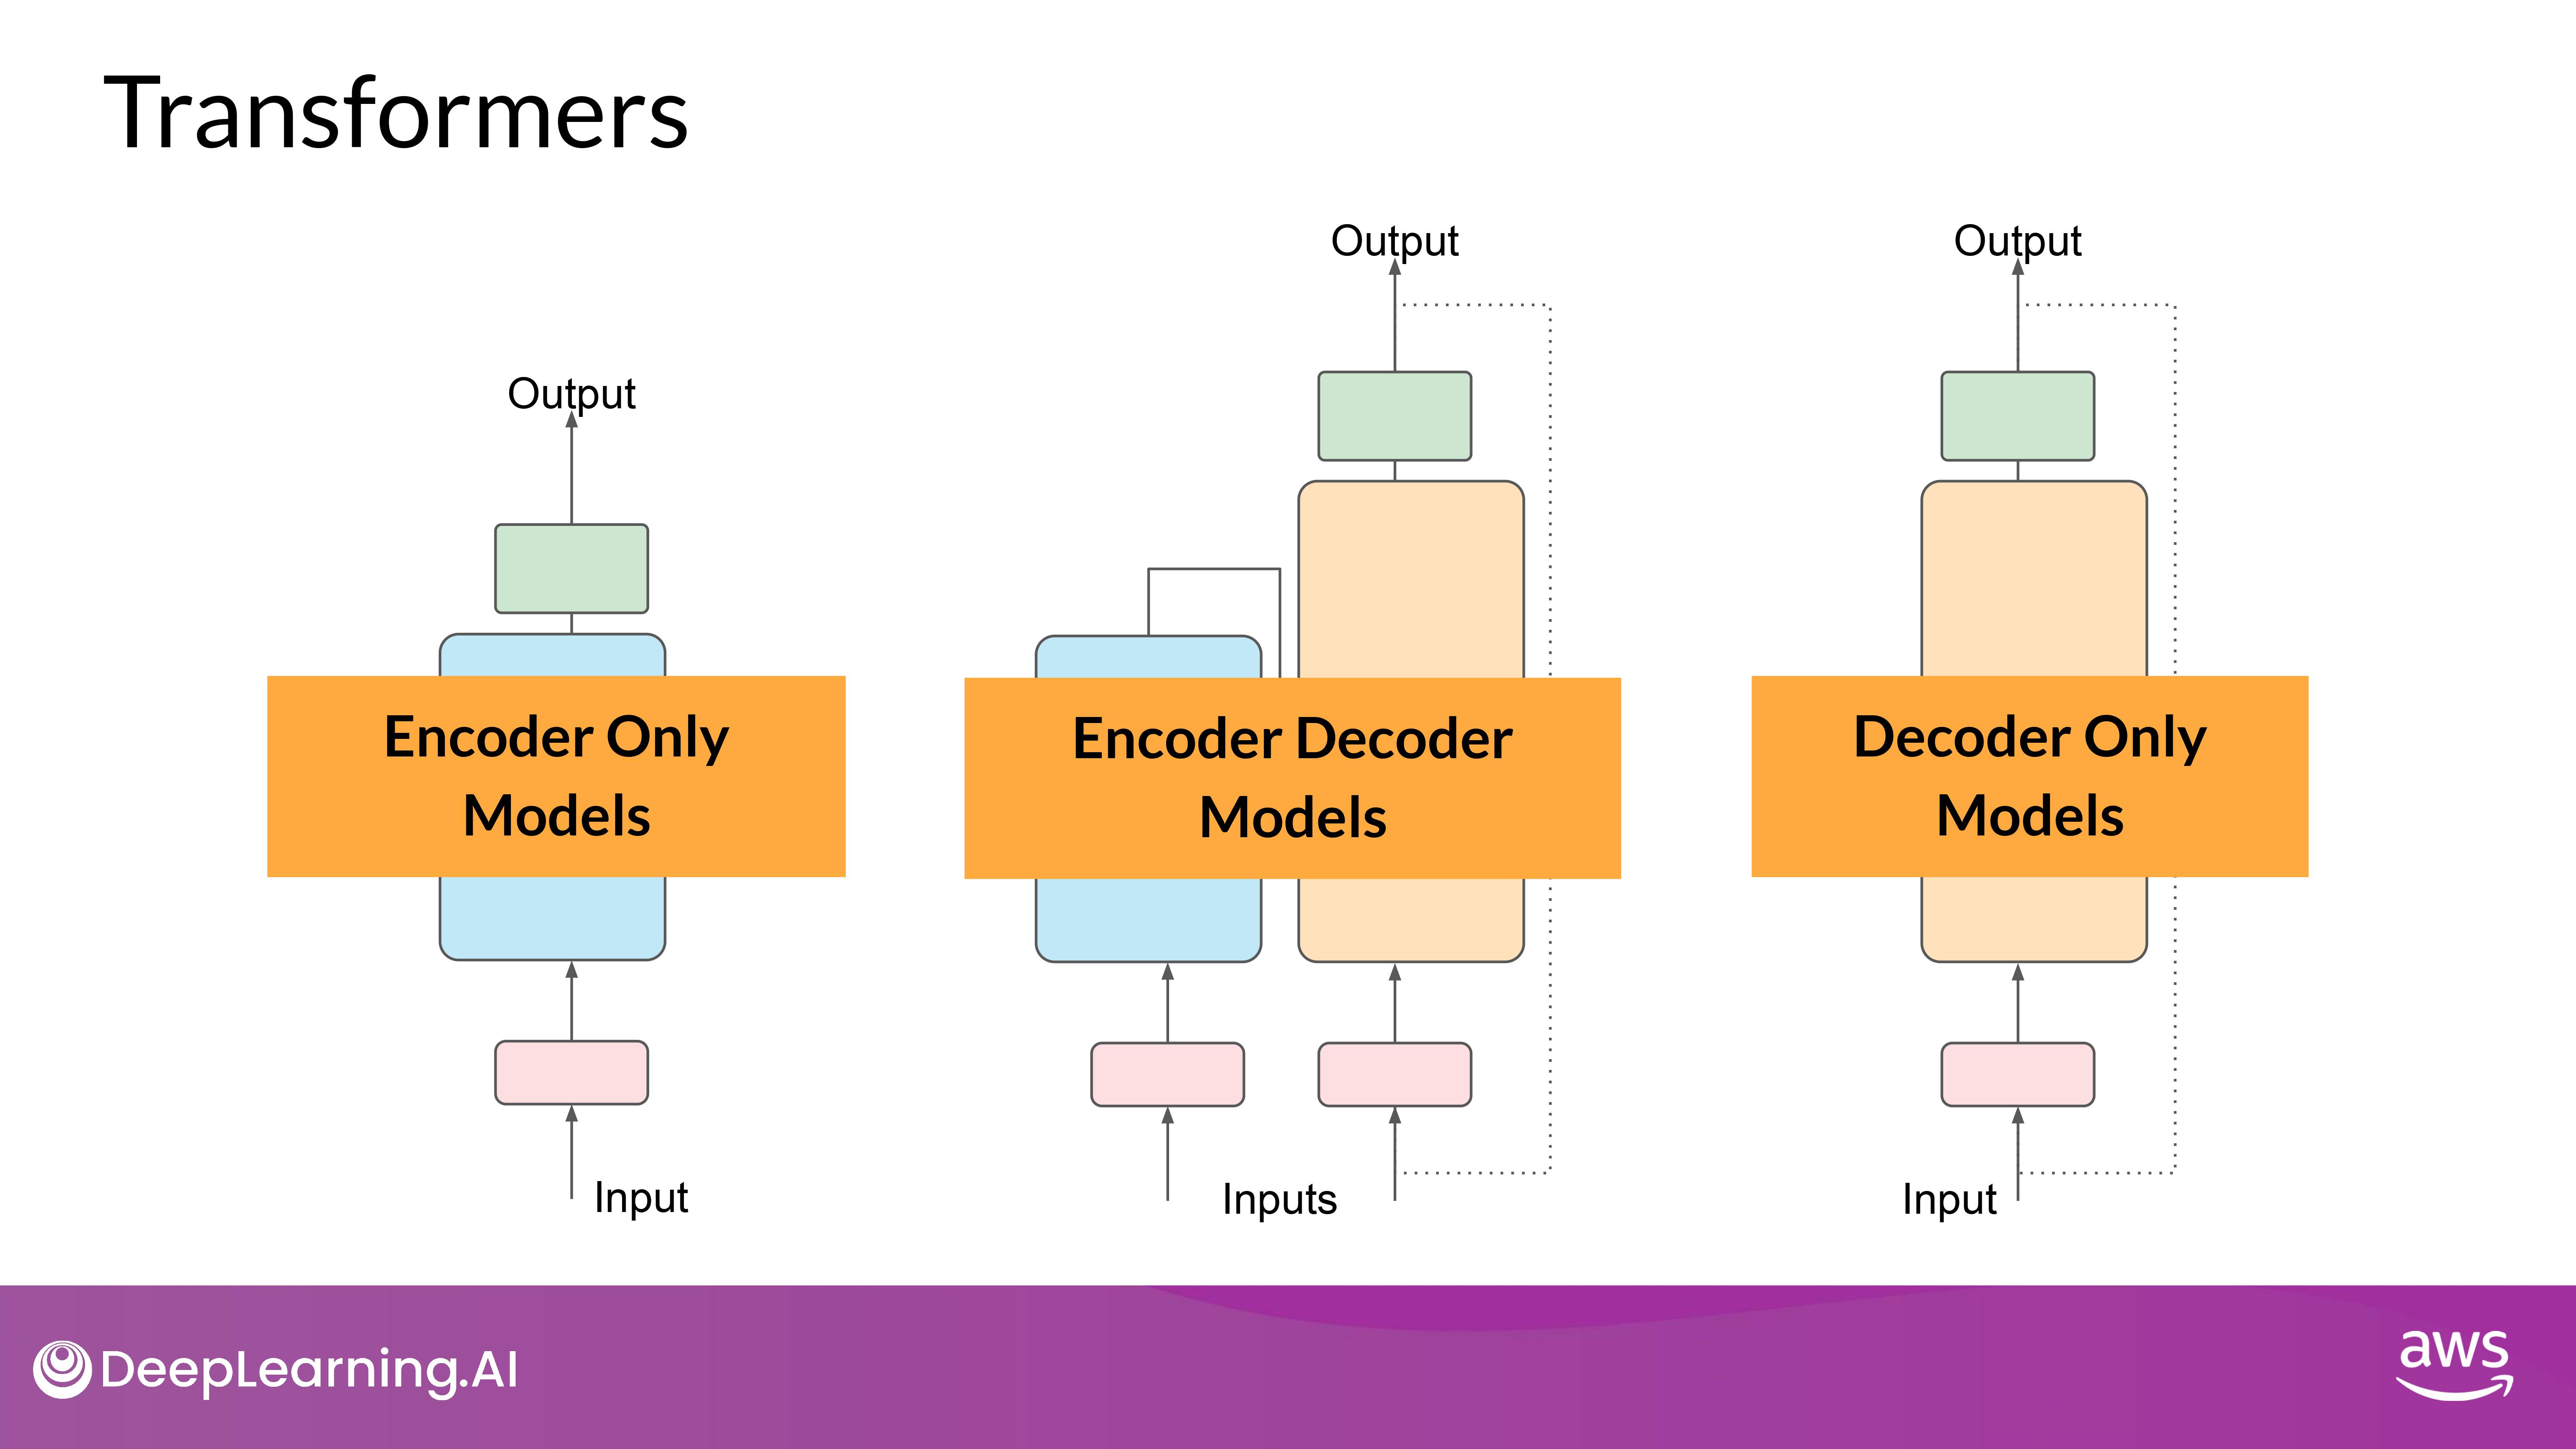 Transformers
Output
Encoder Only
Models
Input
Output
Encoder Decoder
Models
Inputs
Output
Decoder Only
Models
Input
DeepLearning.AI
aws